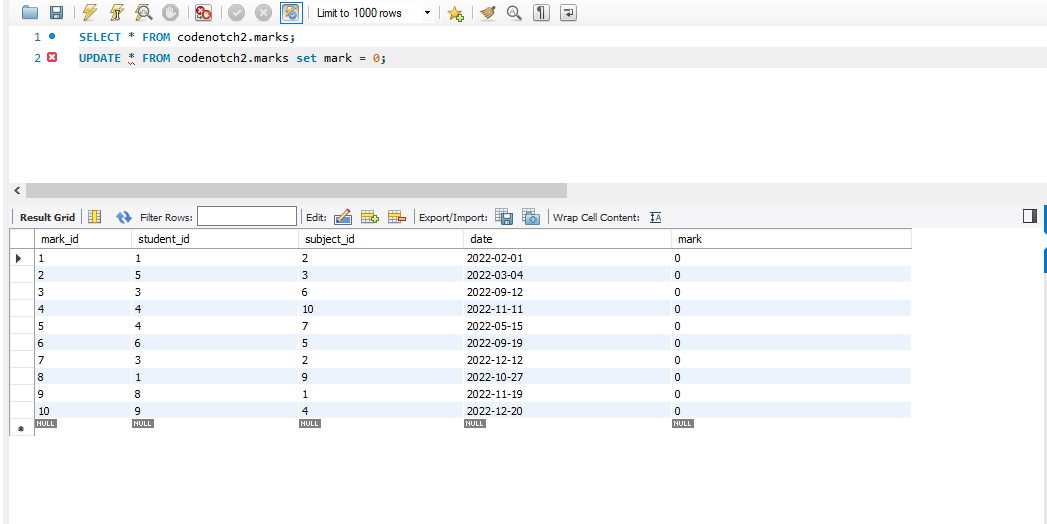 Limit to 1000 rows
1 SELECT * FROM codenotch2.marks;
2 UPDATE * FROM codenotch2.marks set mark = 0;
Result Grid Filter Rows: Edit: Export/Import: Wrap Cell Content: IA
mark_id student_id subject_id date mark
1 1 2 2022-02-01 0
2 5 3 2022-03-04 0
3 3 6 2022-09-12 0
4 4 10 2022-11-11 0
5 4 7 2022-05-15 0
6 6 5 2022-09-19 0
7 3 2 2022-12-12 0
8 1 9 2022-10-27 0
9 8 1 2022-11-19 0
10 9 4 2022-12-20 0
NULL NULL NULL NULL NULL